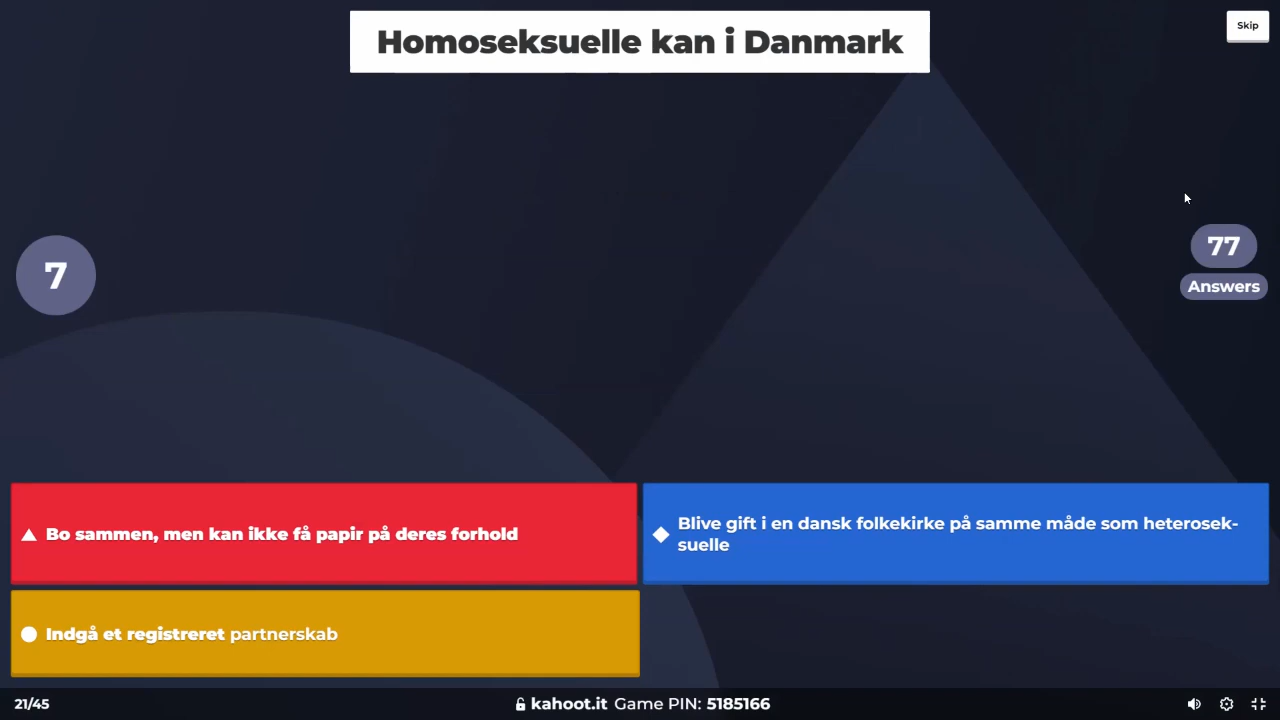 Homoseksuelle kan i Danmark
Skip
7
77
Answers
Bo sammen, men kan ikke få papir på deres forhold
Blive gift i en dansk folkekirke på samme måde som heterosek-
suelle
Indgå et registreret partnerskab
21/45
kahoot.it Game PIN: 5185166